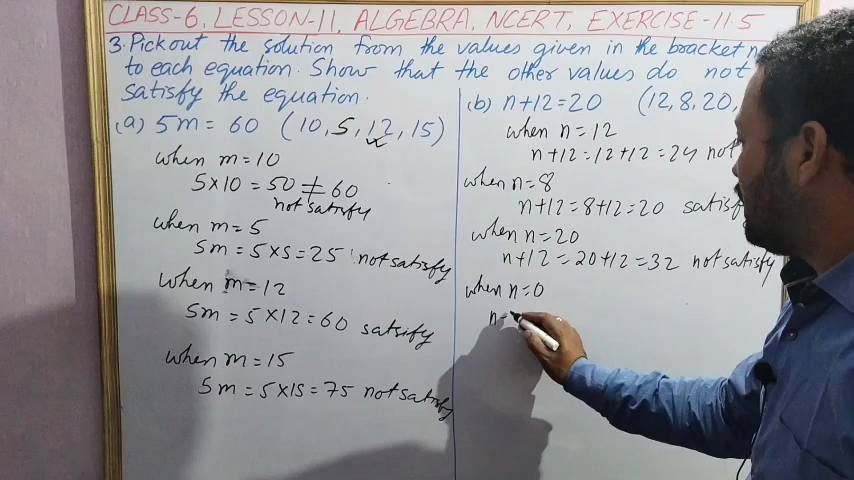 CLASS-6, LESSON-11, ALGEBRA, NCERT, EXERCISE-11.5
3. Pickout the solution from the values given in the bracket
to each equation. Show that the other values do not
satisfy the equation.
(a) 5m = 60 (10, 5, 12, 15)
when m = 10
5×10 = 50 ≠ 60
not satisfy
when m = 5
5m = 5×5 = 25 not satisfy
when m = 12
5m = 5×12 = 60 satsify
when m = 15
5m = 5×15 = 75 not satisfy
(b) n+12 = 20 (12, 8, 20,
when n = 12
n+12 = 12+12 = 24 not
when n = 8
n+12 = 8+12 = 20 satisfy
when n = 20
n+12 = 20+12 = 32 not satisfy
when n = 0
n